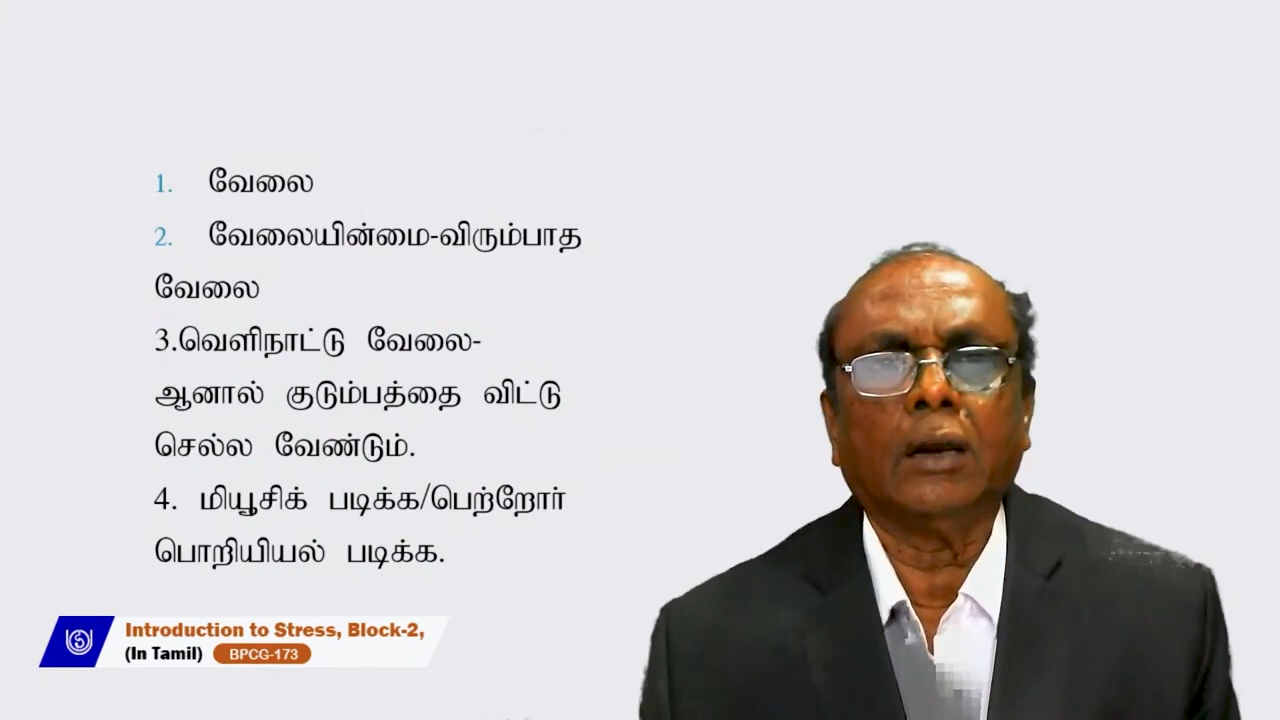 1. வேலை
2. வேலையின்மை-விரும்பாத
வேலை
3.வெளிநாட்டு வேலை-
ஆனால் குடும்பத்தை விட்டு
செல்ல வேண்டும்.
4. மியூசிக் படிக்க/பெற்றோர்
பொறியியல் படிக்க.
Introduction to Stress, Block-2,
(In Tamil) BPCG-173